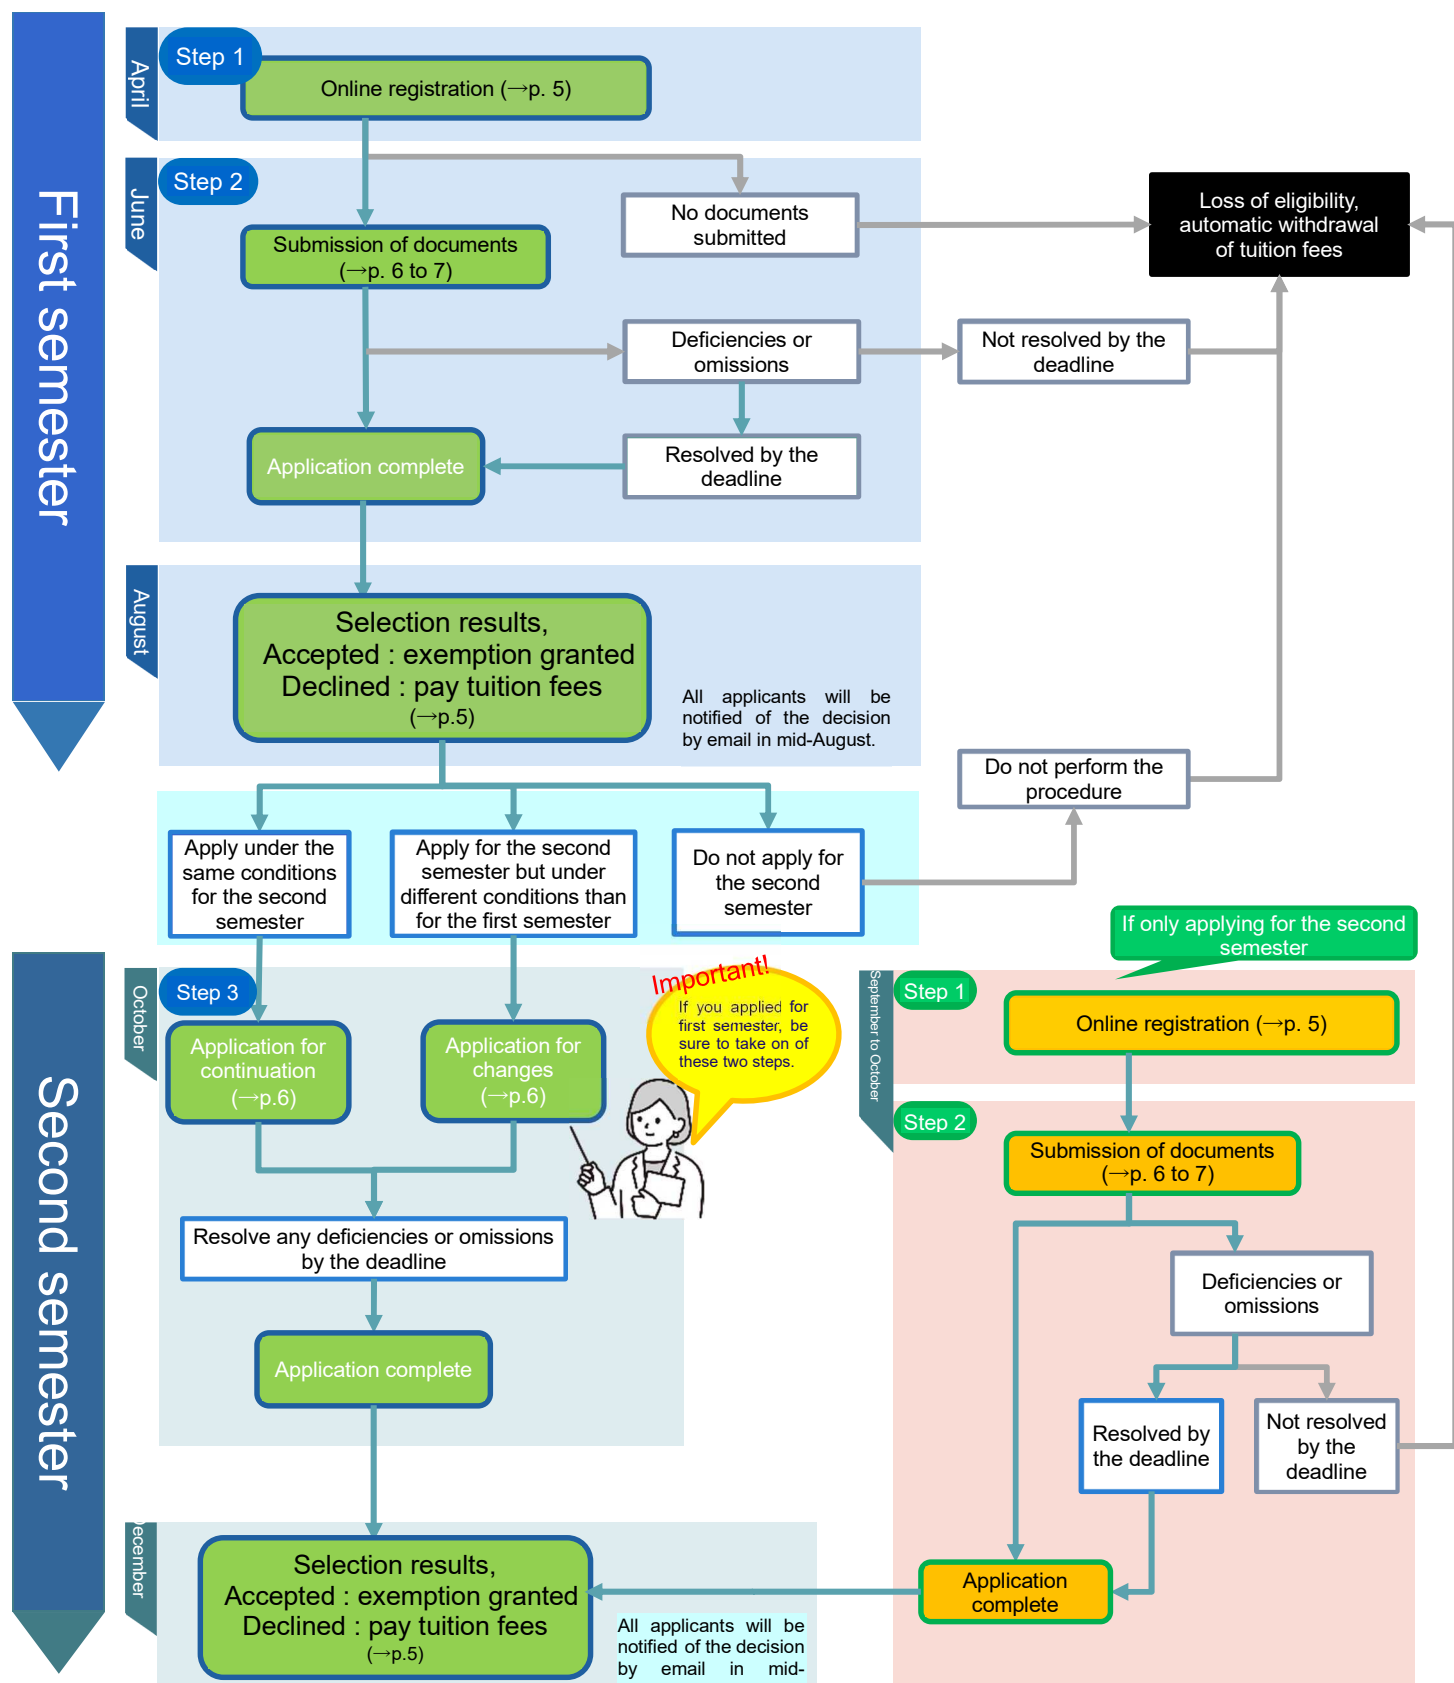 First semester
April
Step 1
Online registration (→p. 5)
June
Step 2
No documents
submitted
Loss of eligibility,
automatic withdrawal
of tuition fees
Submission of documents
(→p. 6 to 7)
Deficiencies or
omissions
Not resolved by the
deadline
Application complete
Resolved by the
deadline
August
Selection results,
Accepted : exemption granted
Declined : pay tuition fees
(→p.5)
All applicants will be
notified of the decision
by email in mid-August.
Do not perform the
procedure
Apply under the
same conditions
for the second
semester
Apply for the second
semester but under
different conditions than
for the first semester
Do not apply for
the second
semester
If only applying for the second
semester
Second semester
October
Step 3
Application for
continuation
(→p.6)
Application for
changes
(→p.6)
Important!
If you applied for
first semester, be
sure to take on of
these two steps.
September to October
Step 1
Online registration (→p. 5)
Step 2
Submission of documents
(→p. 6 to 7)
Resolve any deficiencies or omissions
by the deadline
Deficiencies or
omissions
Application complete
Resolved by
the deadline
Not resolved
by the
deadline
December
Selection results,
Accepted : exemption granted
Declined : pay tuition fees
(→p.5)
All applicants will be
notified of the decision
by email in mid-
Application
complete